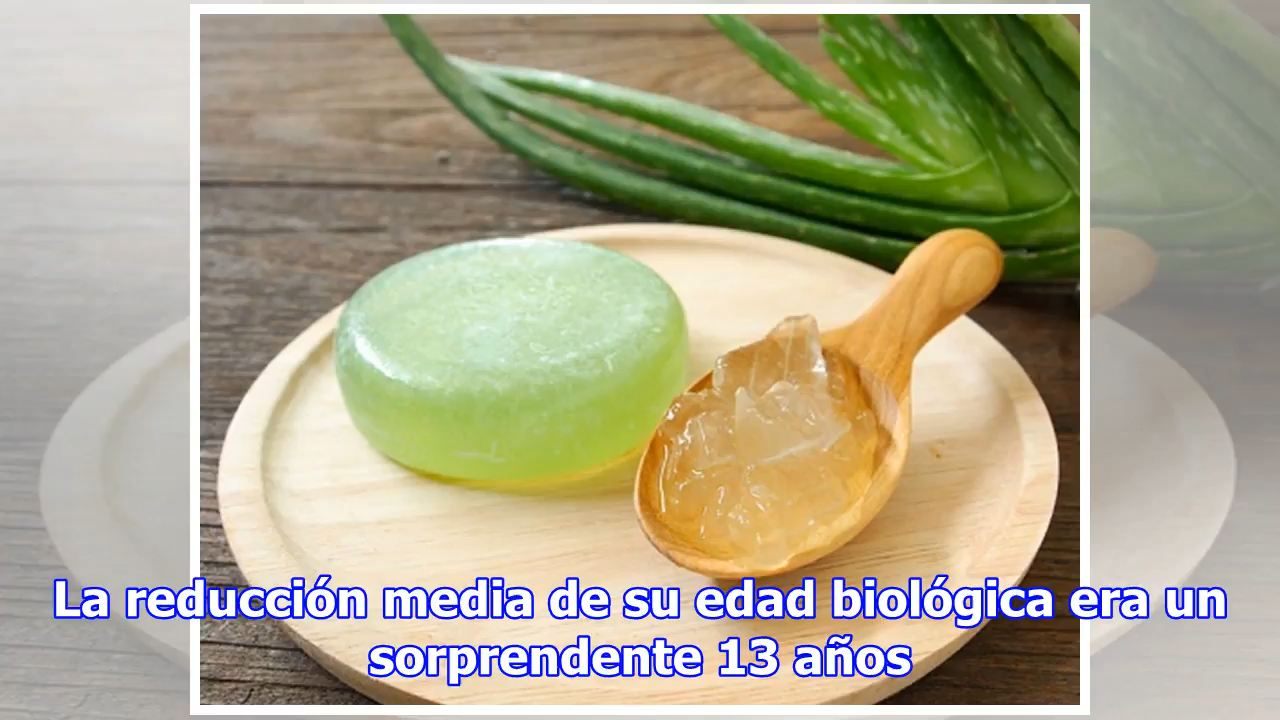 La reducción media de su edad biológica era un
sorprendente 13 años